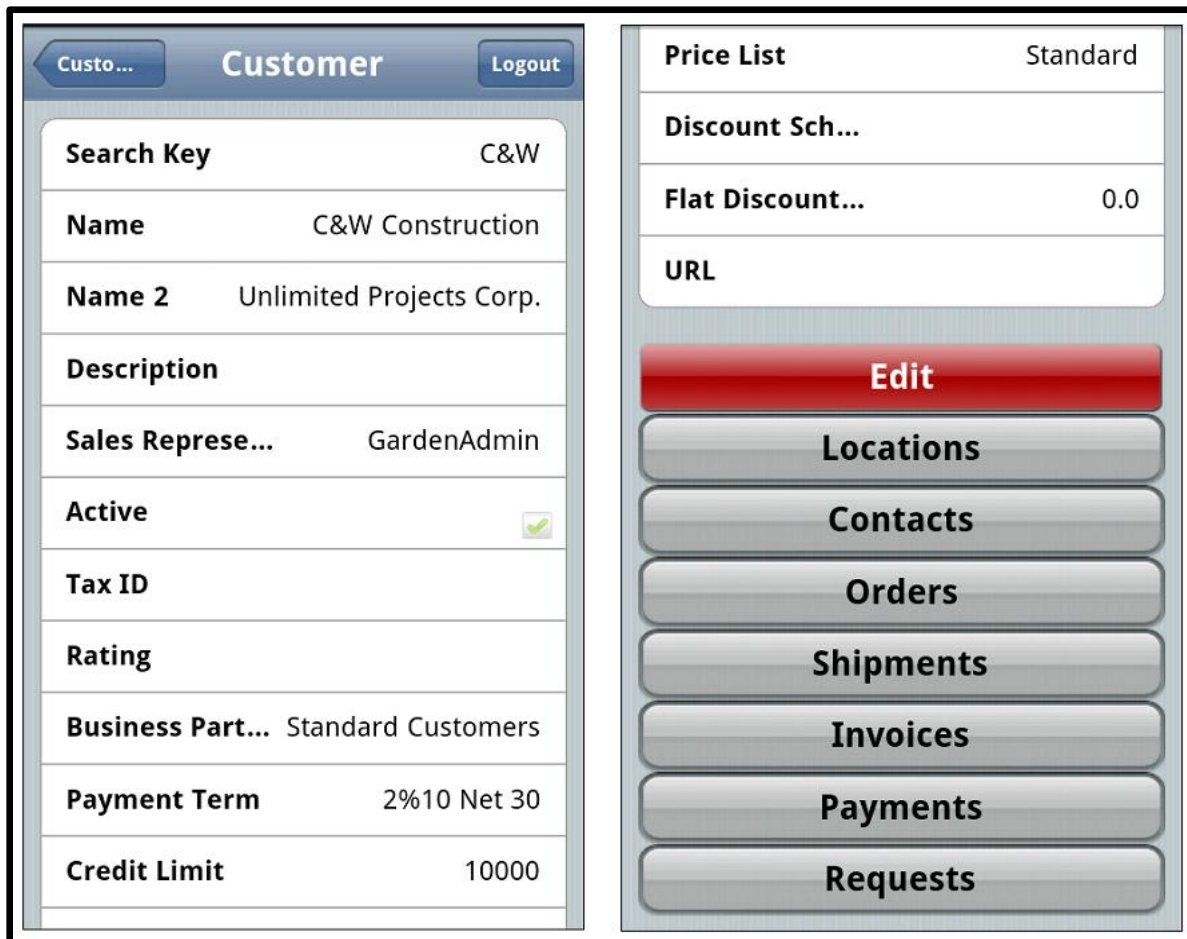 Custo... Customer Logout
Search Key C&W
Name C&W Construction
Name 2 Unlimited Projects Corp.
Description
Sales Represe... GardenAdmin
Active
Tax ID
Rating
Business Part... Standard Customers
Payment Term 2%10 Net 30
Credit Limit 10000
Price List Standard
Discount Sch...
Flat Discount... 0.0
URL
Edit
Locations
Contacts
Orders
Shipments
Invoices
Payments
Requests